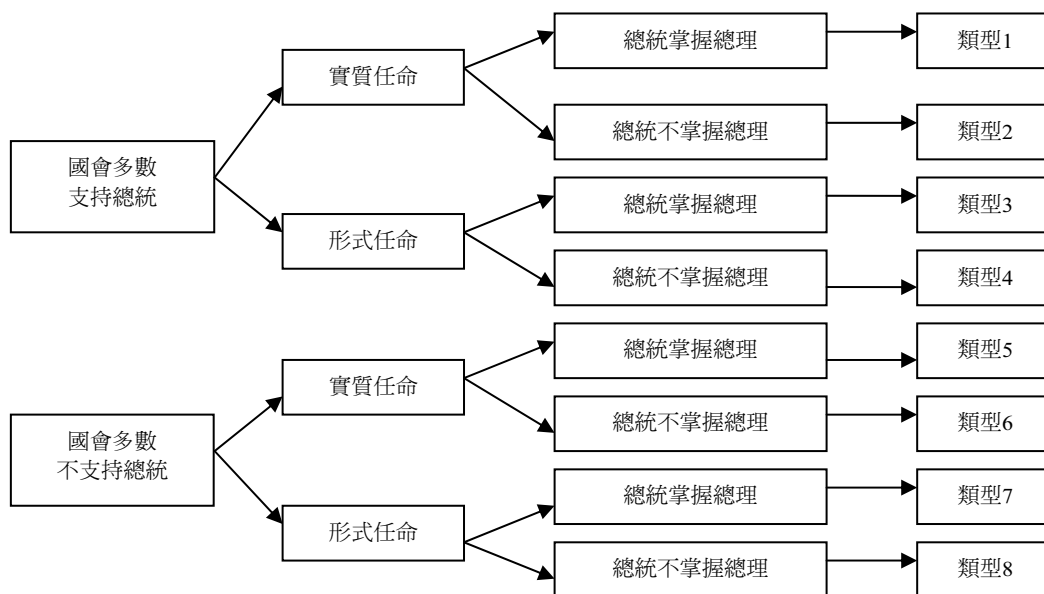 國會多數
支持總統
實質任命
總統掌握總理
類型1
總統不掌握總理
類型2
形式任命
總統掌握總理
類型3
總統不掌握總理
類型4
國會多數
不支持總統
實質任命
總統掌握總理
類型5
總統不掌握總理
類型6
形式任命
總統掌握總理
類型7
總統不掌握總理
類型8